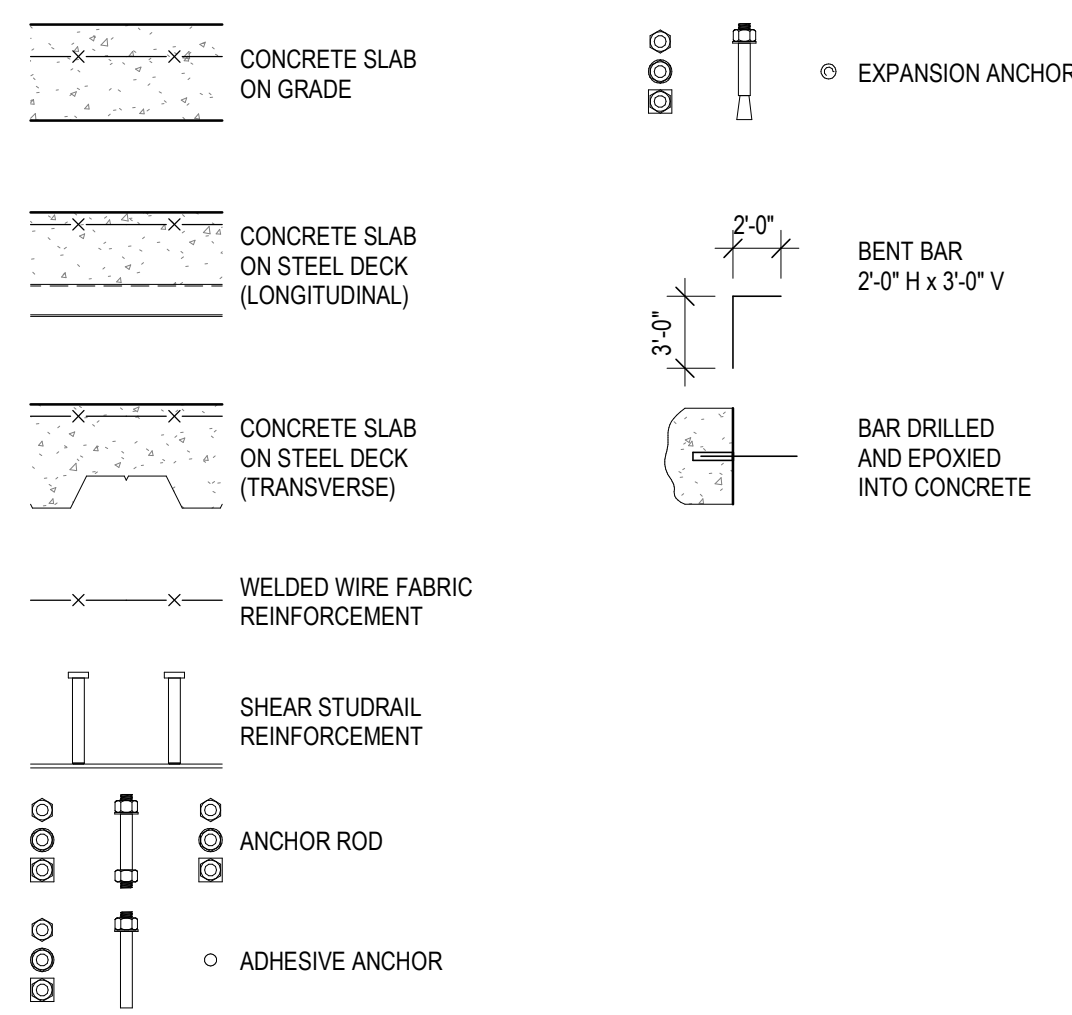 CONCRETE SLAB
ON GRADE
CONCRETE SLAB
ON STEEL DECK
(LONGITUDINAL)
CONCRETE SLAB
ON STEEL DECK
(TRANSVERSE)
WELDED WIRE FABRIC
REINFORCEMENT
SHEAR STUDRAIL
REINFORCEMENT
ANCHOR ROD
ADHESIVE ANCHOR
EXPANSION ANCHOR
2'-0"
3'-0"
BENT BAR
2'-0" H x 3'-0" V
BAR DRILLED
AND EPOXIED
INTO CONCRETE